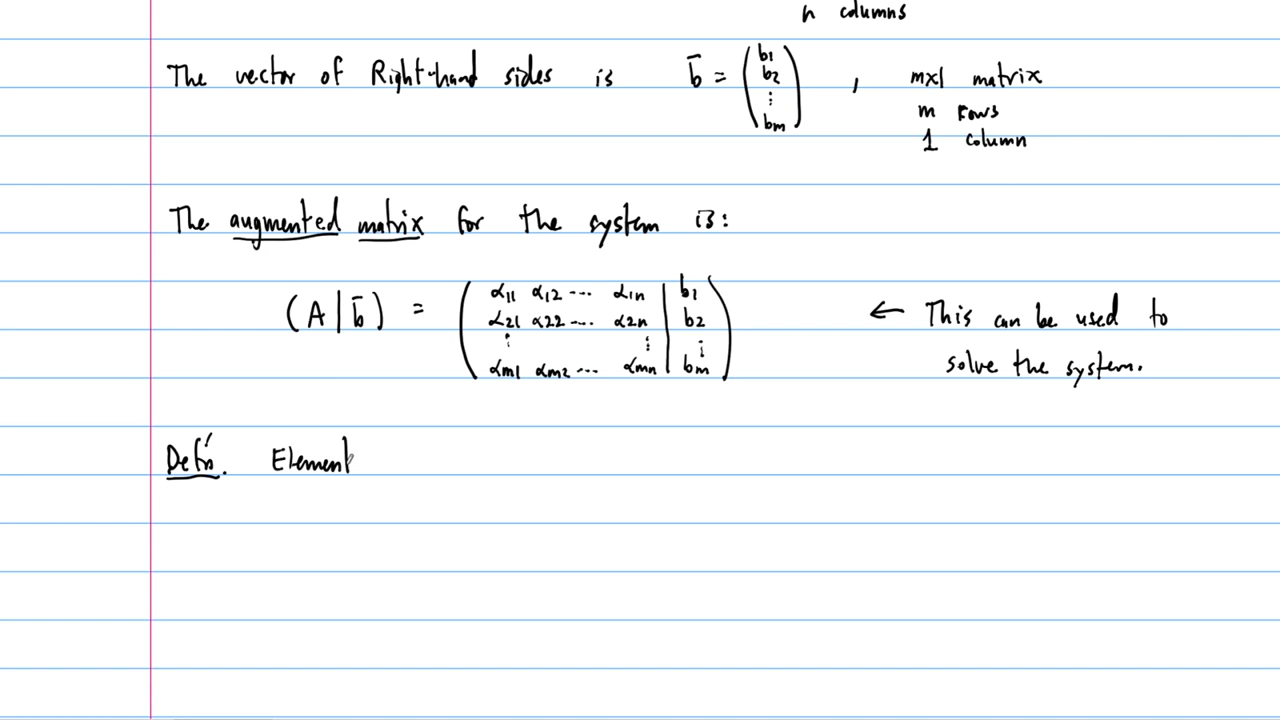 n columns
The vector of Right-hand sides is b̄ = (b1 b2 ⋮ bm) , mx1 matrix
m rows
1 column
The augmented matrix for the system is:
(A | b̄) = ( α11 α12 ... α1n | b1
α21 α22 ... α2n | b2
⋮ ⋮ ⋮
αm1 αm2 ... αmn | bm ) ← This can be used to
solve the system.
Def'n. Element